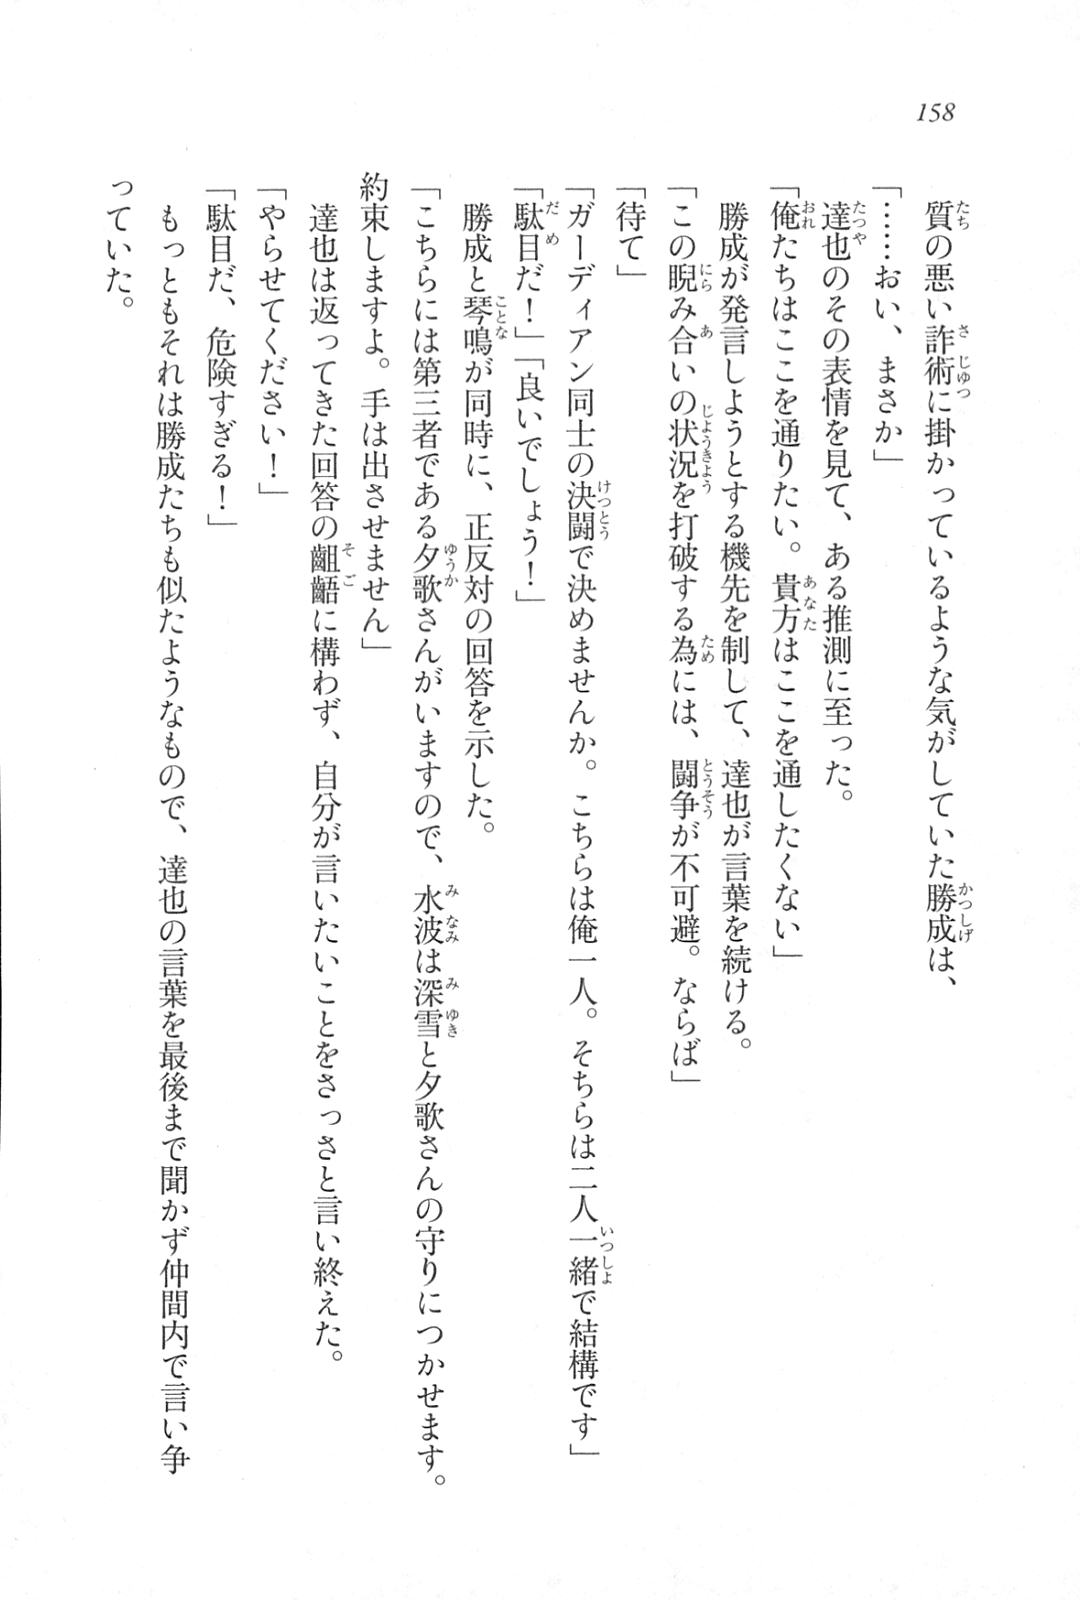 158
質の悪い詐術に掛かっているような気がしていた勝成は、
「……おい、まさか」
達也のその表情を見て、ある推測に至った。
「俺たちはここを通りたい。貴方はここを通したくない」
勝成が発言しようとする機先を制して、達也が言葉を続ける。
「この睨み合いの状況を打破する為には、闘争が不可避。ならば」
「待て」
「ガーディアン同士の決闘で決めませんか。こちらは俺一人。そちらは二人一緒で結構です」
「駄目だ！」「良いでしょう！」
勝成と琴鳴が同時に、正反対の回答を示した。
「こちらには第三者である夕歌さんがいますので、水波は深雪と夕歌さんの守りにつかせます。
約束しますよ。手は出させません」
達也は返ってきた回答の齟齬に構わず、自分が言いたいことをさっさと言い終えた。
「やらせてください！」
「駄目だ、危険すぎる！」
もっともそれは勝成たちも似たようなもので、達也の言葉を最後まで聞かず仲間内で言い争
っていた。